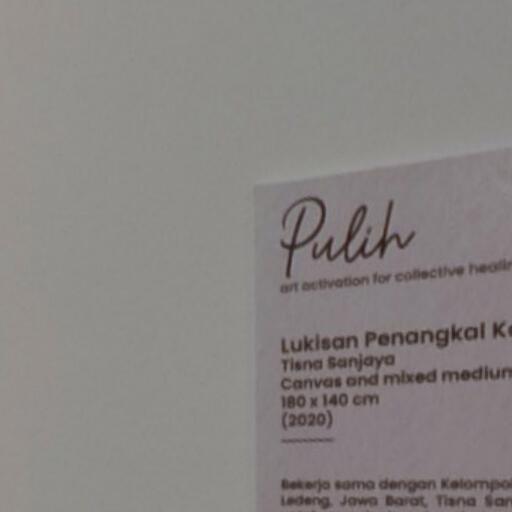 Pulih
art activation for collective
Lukisan Penangkal
Tisna Sanjaya
Canvas and mixed medium
180 x 140 cm
(2020)
Bekerja sama dengan
Ledeng, Jawa Barat, Tisna